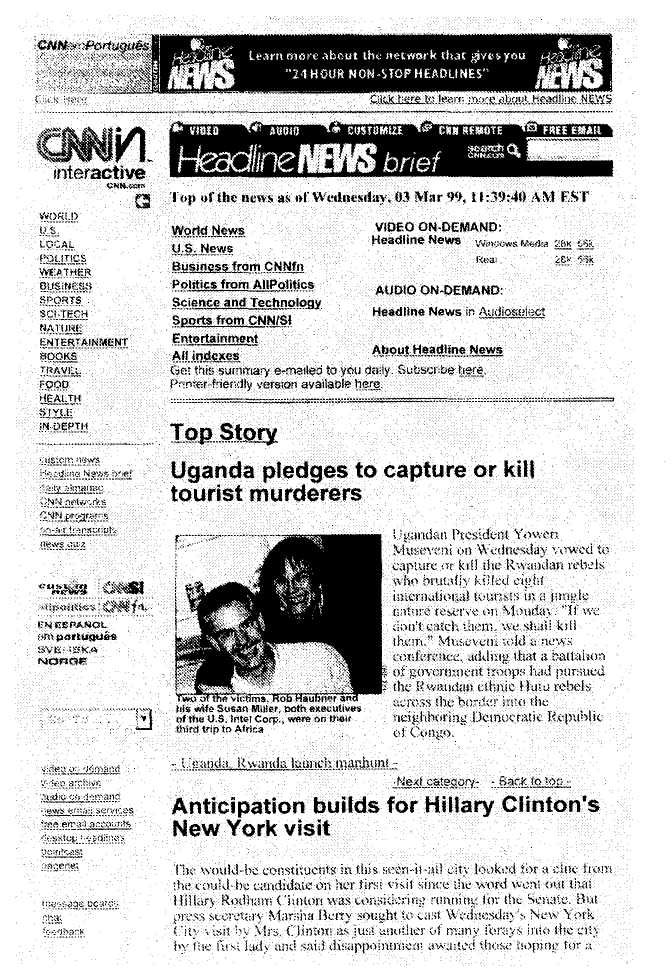 CNN em Português
Headline NEWS
Learn more about the network that gives you
"24 HOUR NON-STOP HEADLINES"
Headline NEWS
Click Here
Click here to learn more about Headline NEWS
CNNin
interactive
CNN.com
VIDEO AUDIO CUSTOMIZE CNN REMOTE FREE EMAIL
Headline NEWS brief
search
CNN.com
Top of the news as of Wednesday, 03 Mar 99, 11:39:40 AM EST
WORLD
U.S.
LOCAL
POLITICS
WEATHER
BUSINESS
SPORTS
SCI-TECH
NATURE
ENTERTAINMENT
BOOKS
TRAVEL
FOOD
HEALTH
STYLE
IN-DEPTH
custom news
Headline News brief
daily almanac
CNN networks
CNN programs
on-air transcripts
news quiz
custom news
CNNSI
allpolitics CNNfn
EN ESPAÑOL
em português
SVENSKA
NORGE
video on demand
video archive
audio on demand
news email services
free email accounts
desktop headlines
pointcast
pagenet
message boards
chat
feedback
World News
U.S. News
Business from CNNfn
Politics from AllPolitics
Science and Technology
Sports from CNN/SI
Entertainment
All indexes
VIDEO ON-DEMAND:
Headline News Windows Media 28K 56K
Real 28K 56K
AUDIO ON-DEMAND:
Headline News in Audioselect
About Headline News
Get this summary e-mailed to you daily. Subscribe here.
Printer-friendly version available here.
Top Story
Uganda pledges to capture or kill
tourist murderers
Two of the victims, Rob Haubner and
his wife Susan Miller, both executives
of the U.S. Intel Corp., were on their
third trip to Africa
Ugandan President Yoweri
Museveni on Wednesday vowed to
capture or kill the Rwandan rebels
who brutally killed eight
international tourists in a jungle
nature reserve on Monday. "If we
don't catch them, we shall kill
them." Museveni told a news
conference, adding that a battalion
of government troops had pursued
the Rwandan ethnic Hutu rebels
across the border into the
neighboring Democratic Republic
of Congo.
- Uganda, Rwanda launch manhunt -
-Next category- - Back to top -
Anticipation builds for Hillary Clinton's
New York visit
The would-be constituents in this seen-it-all city looked for a clue from
the could-be candidate on her first visit since the word went out that
Hillary Rodham Clinton was considering running for the Senate. But
press secretary Marsha Berry sought to cast Wednesday's New York
City visit by Mrs. Clinton as just another of many forays into the city
by the first lady and said disappointment awaited those hoping for a